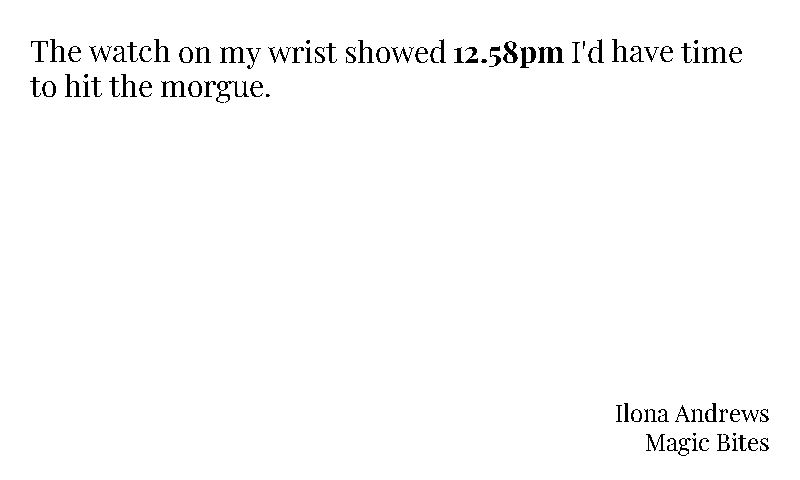 The watch on my wrist showed 12.58pm I'd have time
to hit the morgue.
Ilona Andrews
Magic Bites